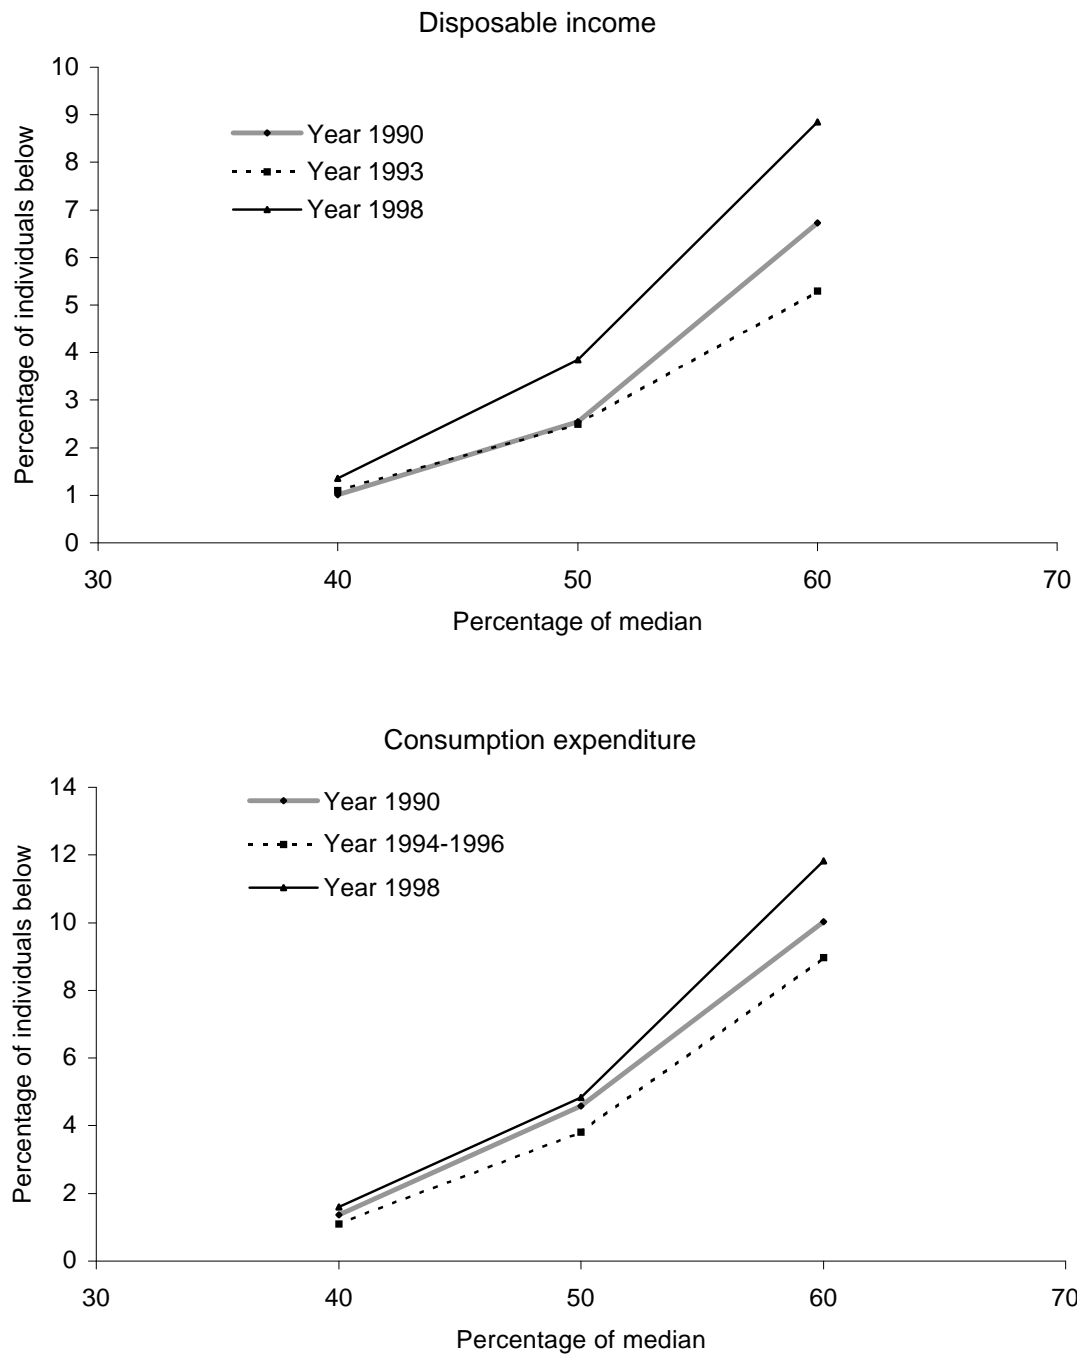 Disposable income
10
9
8
7
6
5
4
3
2
1
0
Percentage of individuals below
Year 1990
Year 1993
Year 1998
30 40 50 60 70
Percentage of median
Consumption expenditure
14
12
10
8
6
4
2
0
Percentage of individuals below
Year 1990
Year 1994-1996
Year 1998
30 40 50 60 70
Percentage of median